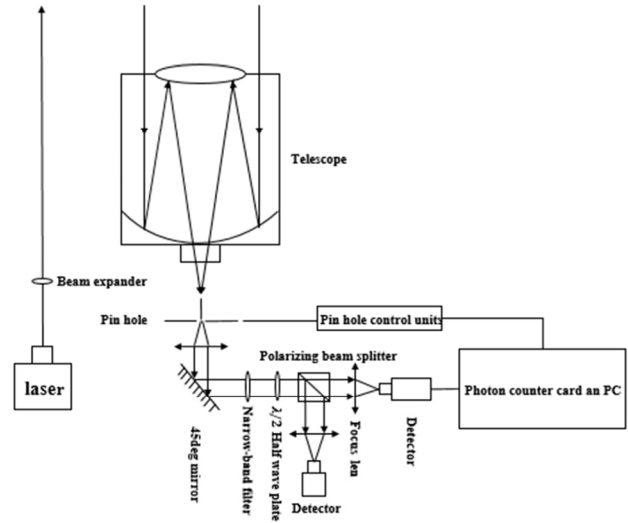 Telescope
Beam expander
Pin hole
Pin hole control units
Polarizing beam splitter
laser
Photon counter card an PC
45deg mirror
Narrow-band filter
λ/2 Half wave plate
Focus len
Detector
Detector